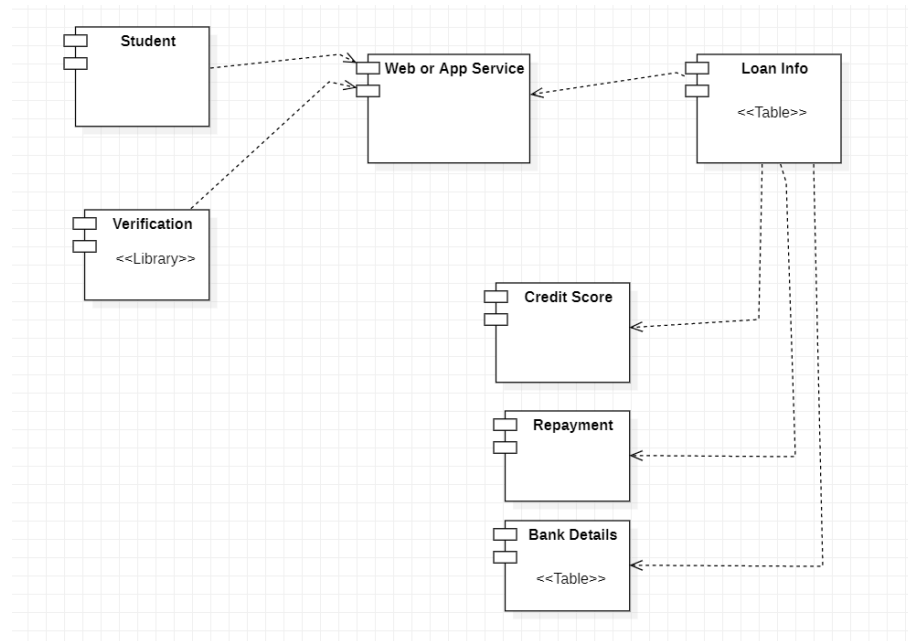 Student
Web or App Service
Loan Info
<<Table>>
Verification
<<Library>>
Credit Score
Repayment
Bank Details
<<Table>>